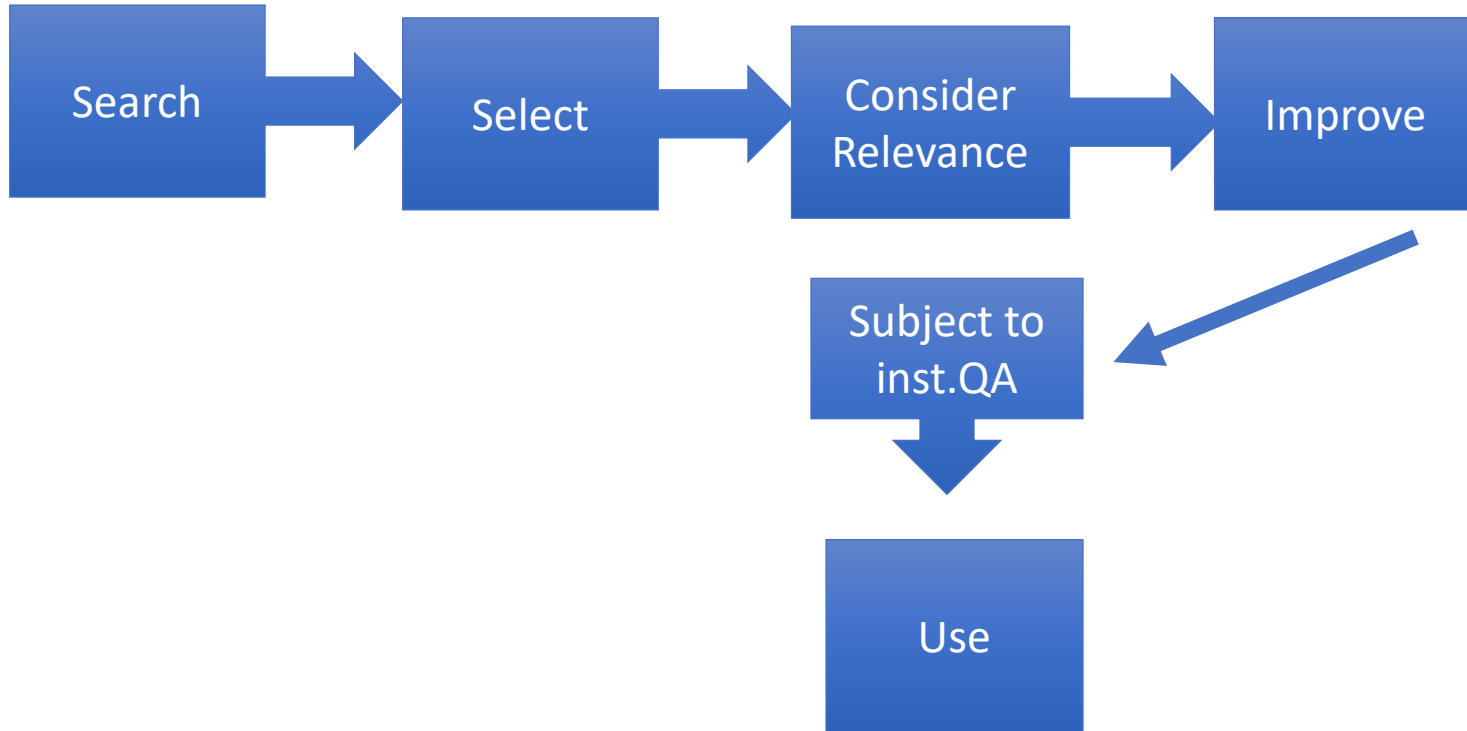 Search
Select
Consider
Relevance
Improve
Subject to
inst.QA
Use